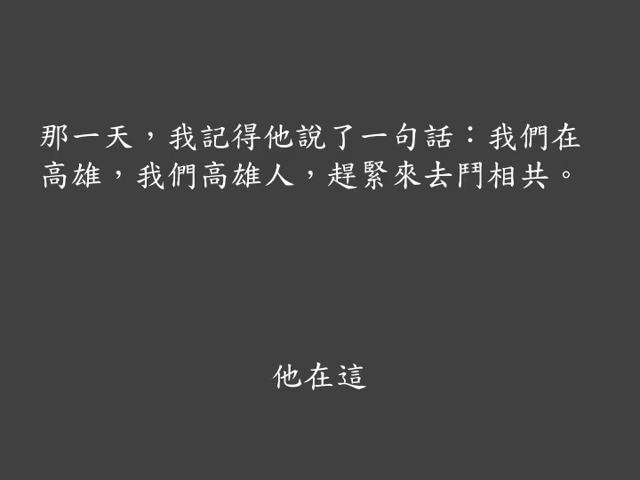 那一天，我記得他說了一句話：我們在
高雄，我們高雄人，趕緊來去鬥相共。
他在這